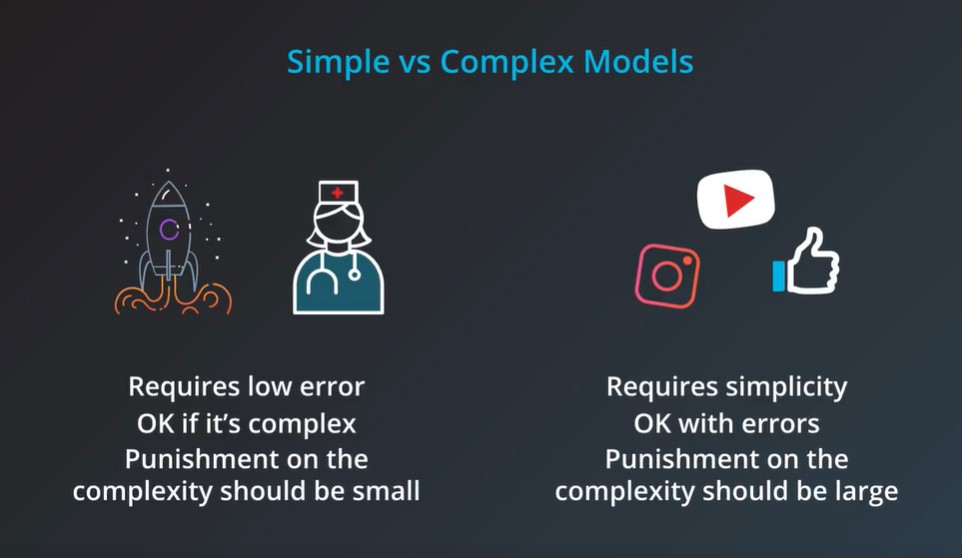 Simple vs Complex Models
Requires low error
OK if it's complex
Punishment on the
complexity should be small
Requires simplicity
OK with errors
Punishment on the
complexity should be large